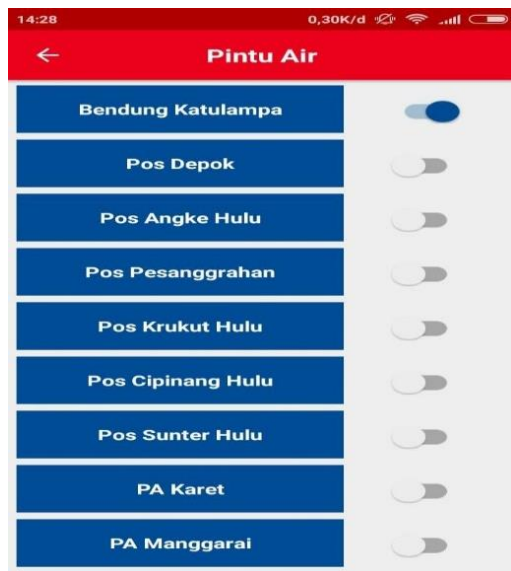 14:28 0,30K/d
Pintu Air
Bendung Katulampa
Pos Depok
Pos Angke Hulu
Pos Pesanggrahan
Pos Krukut Hulu
Pos Cipinang Hulu
Pos Sunter Hulu
PA Karet
PA Manggarai